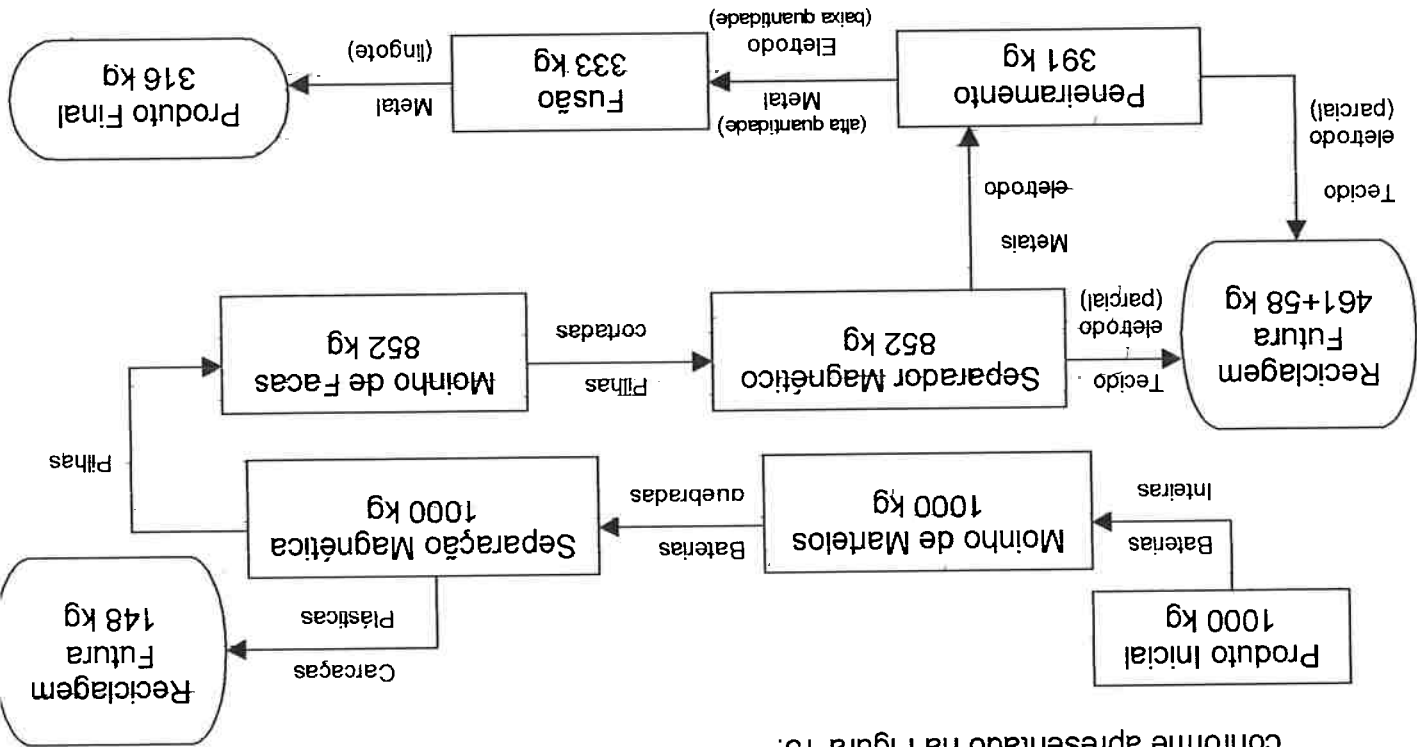 conforme apresentado na Figura 16.
Produto Inicial
1000 kg
Baterias
Inteiras
Moinho de Martelos
1000 kg
Baterias
quebradas
Separação Magnética
1000 kg
Carcaças
Plásticas
Reciclagem
Futura
148 kg
Pilhas
Moinho de Facas
852 kg
Pilhas
cortadas
Separador Magnético
852 kg
Tecido
eletrodo
(parcial)
Reciclagem
Futura
461+58 kg
Metais
eletrodo
Peneiramento
391 kg
Tecido
eletrodo
(parcial)
(alta quantidade)
Metal
Eletrodo
(baixa quantidade)
Fusão
333 kg
Metal
(lingote)
Produto Final
316 kg